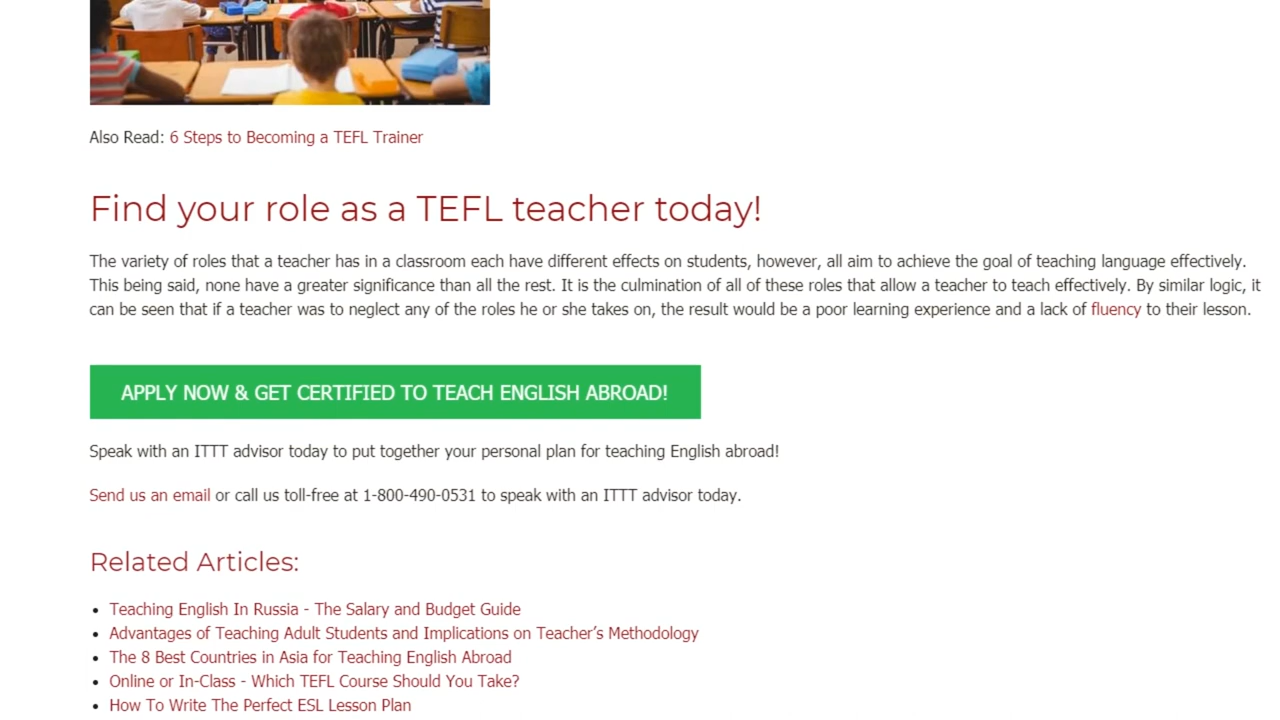 Also Read: 6 Steps to Becoming a TEFL Trainer
Find your role as a TEFL teacher today!
The variety of roles that a teacher has in a classroom each have different effects on students, however, all aim to achieve the goal of teaching language effectively.
This being said, none have a greater significance than all the rest. It is the culmination of all of these roles that allow a teacher to teach effectively. By similar logic, it
can be seen that if a teacher was to neglect any of the roles he or she takes on, the result would be a poor learning experience and a lack of fluency to their lesson.
APPLY NOW & GET CERTIFIED TO TEACH ENGLISH ABROAD!
Speak with an ITTT advisor today to put together your personal plan for teaching English abroad!
Send us an email or call us toll-free at 1-800-490-0531 to speak with an ITTT advisor today.
Related Articles:
• Teaching English In Russia - The Salary and Budget Guide
• Advantages of Teaching Adult Students and Implications on Teacher’s Methodology
• The 8 Best Countries in Asia for Teaching English Abroad
• Online or In-Class - Which TEFL Course Should You Take?
• How To Write The Perfect ESL Lesson Plan